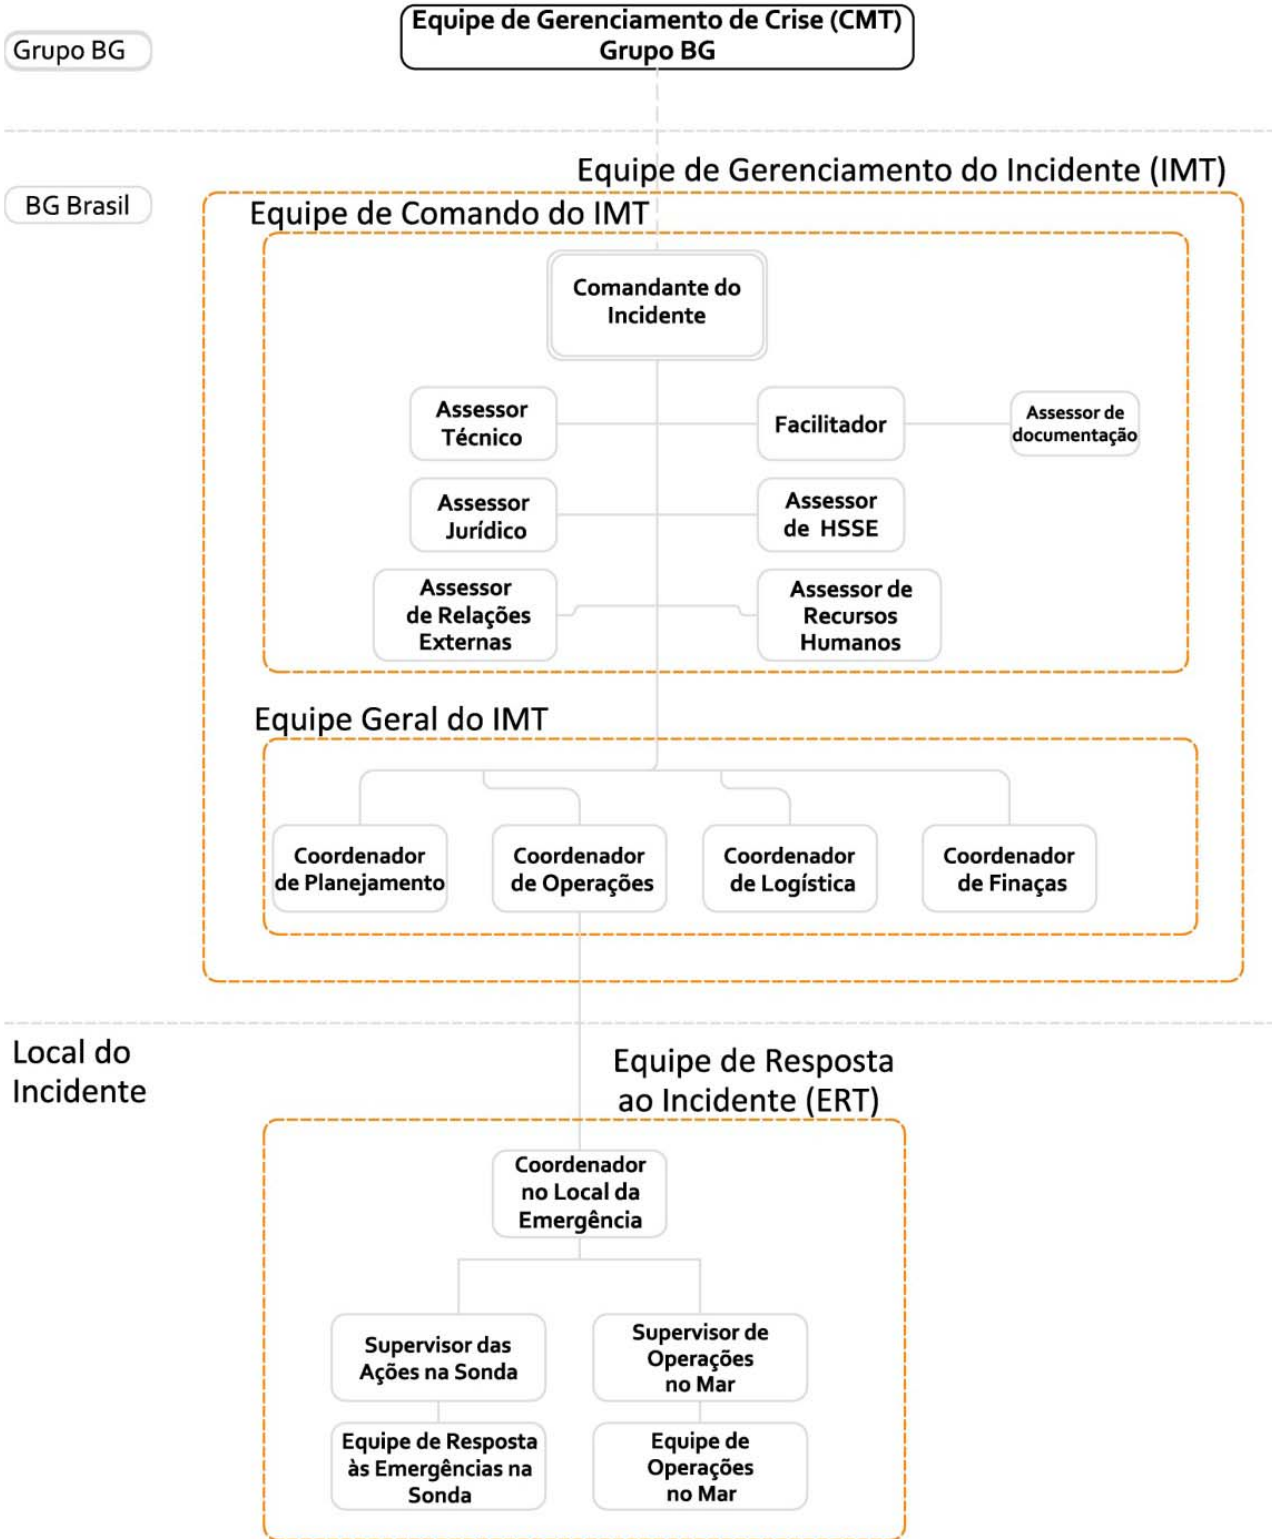 Equipe de Gerenciamento de Crise (CMT)
Grupo BG
Grupo BG
Equipe de Gerenciamento do Incidente (IMT)
BG Brasil
Equipe de Comando do IMT
Comandante do
Incidente
Assessor
Técnico
Facilitador
Assessor de
documentação
Assessor
Jurídico
Assessor
de HSSE
Assessor
de Relações
Externas
Assessor de
Recursos
Humanos
Equipe Geral do IMT
Coordenador
de Planejamento
Coordenador
de Operações
Coordenador
de Logística
Coordenador
de Finaças
Local do
Incidente
Equipe de Resposta
ao Incidente (ERT)
Coordenador
no Local da
Emergência
Supervisor das
Ações na Sonda
Supervisor de
Operações
no Mar
Equipe de Resposta
às Emergências na
Sonda
Equipe de
Operações
no Mar